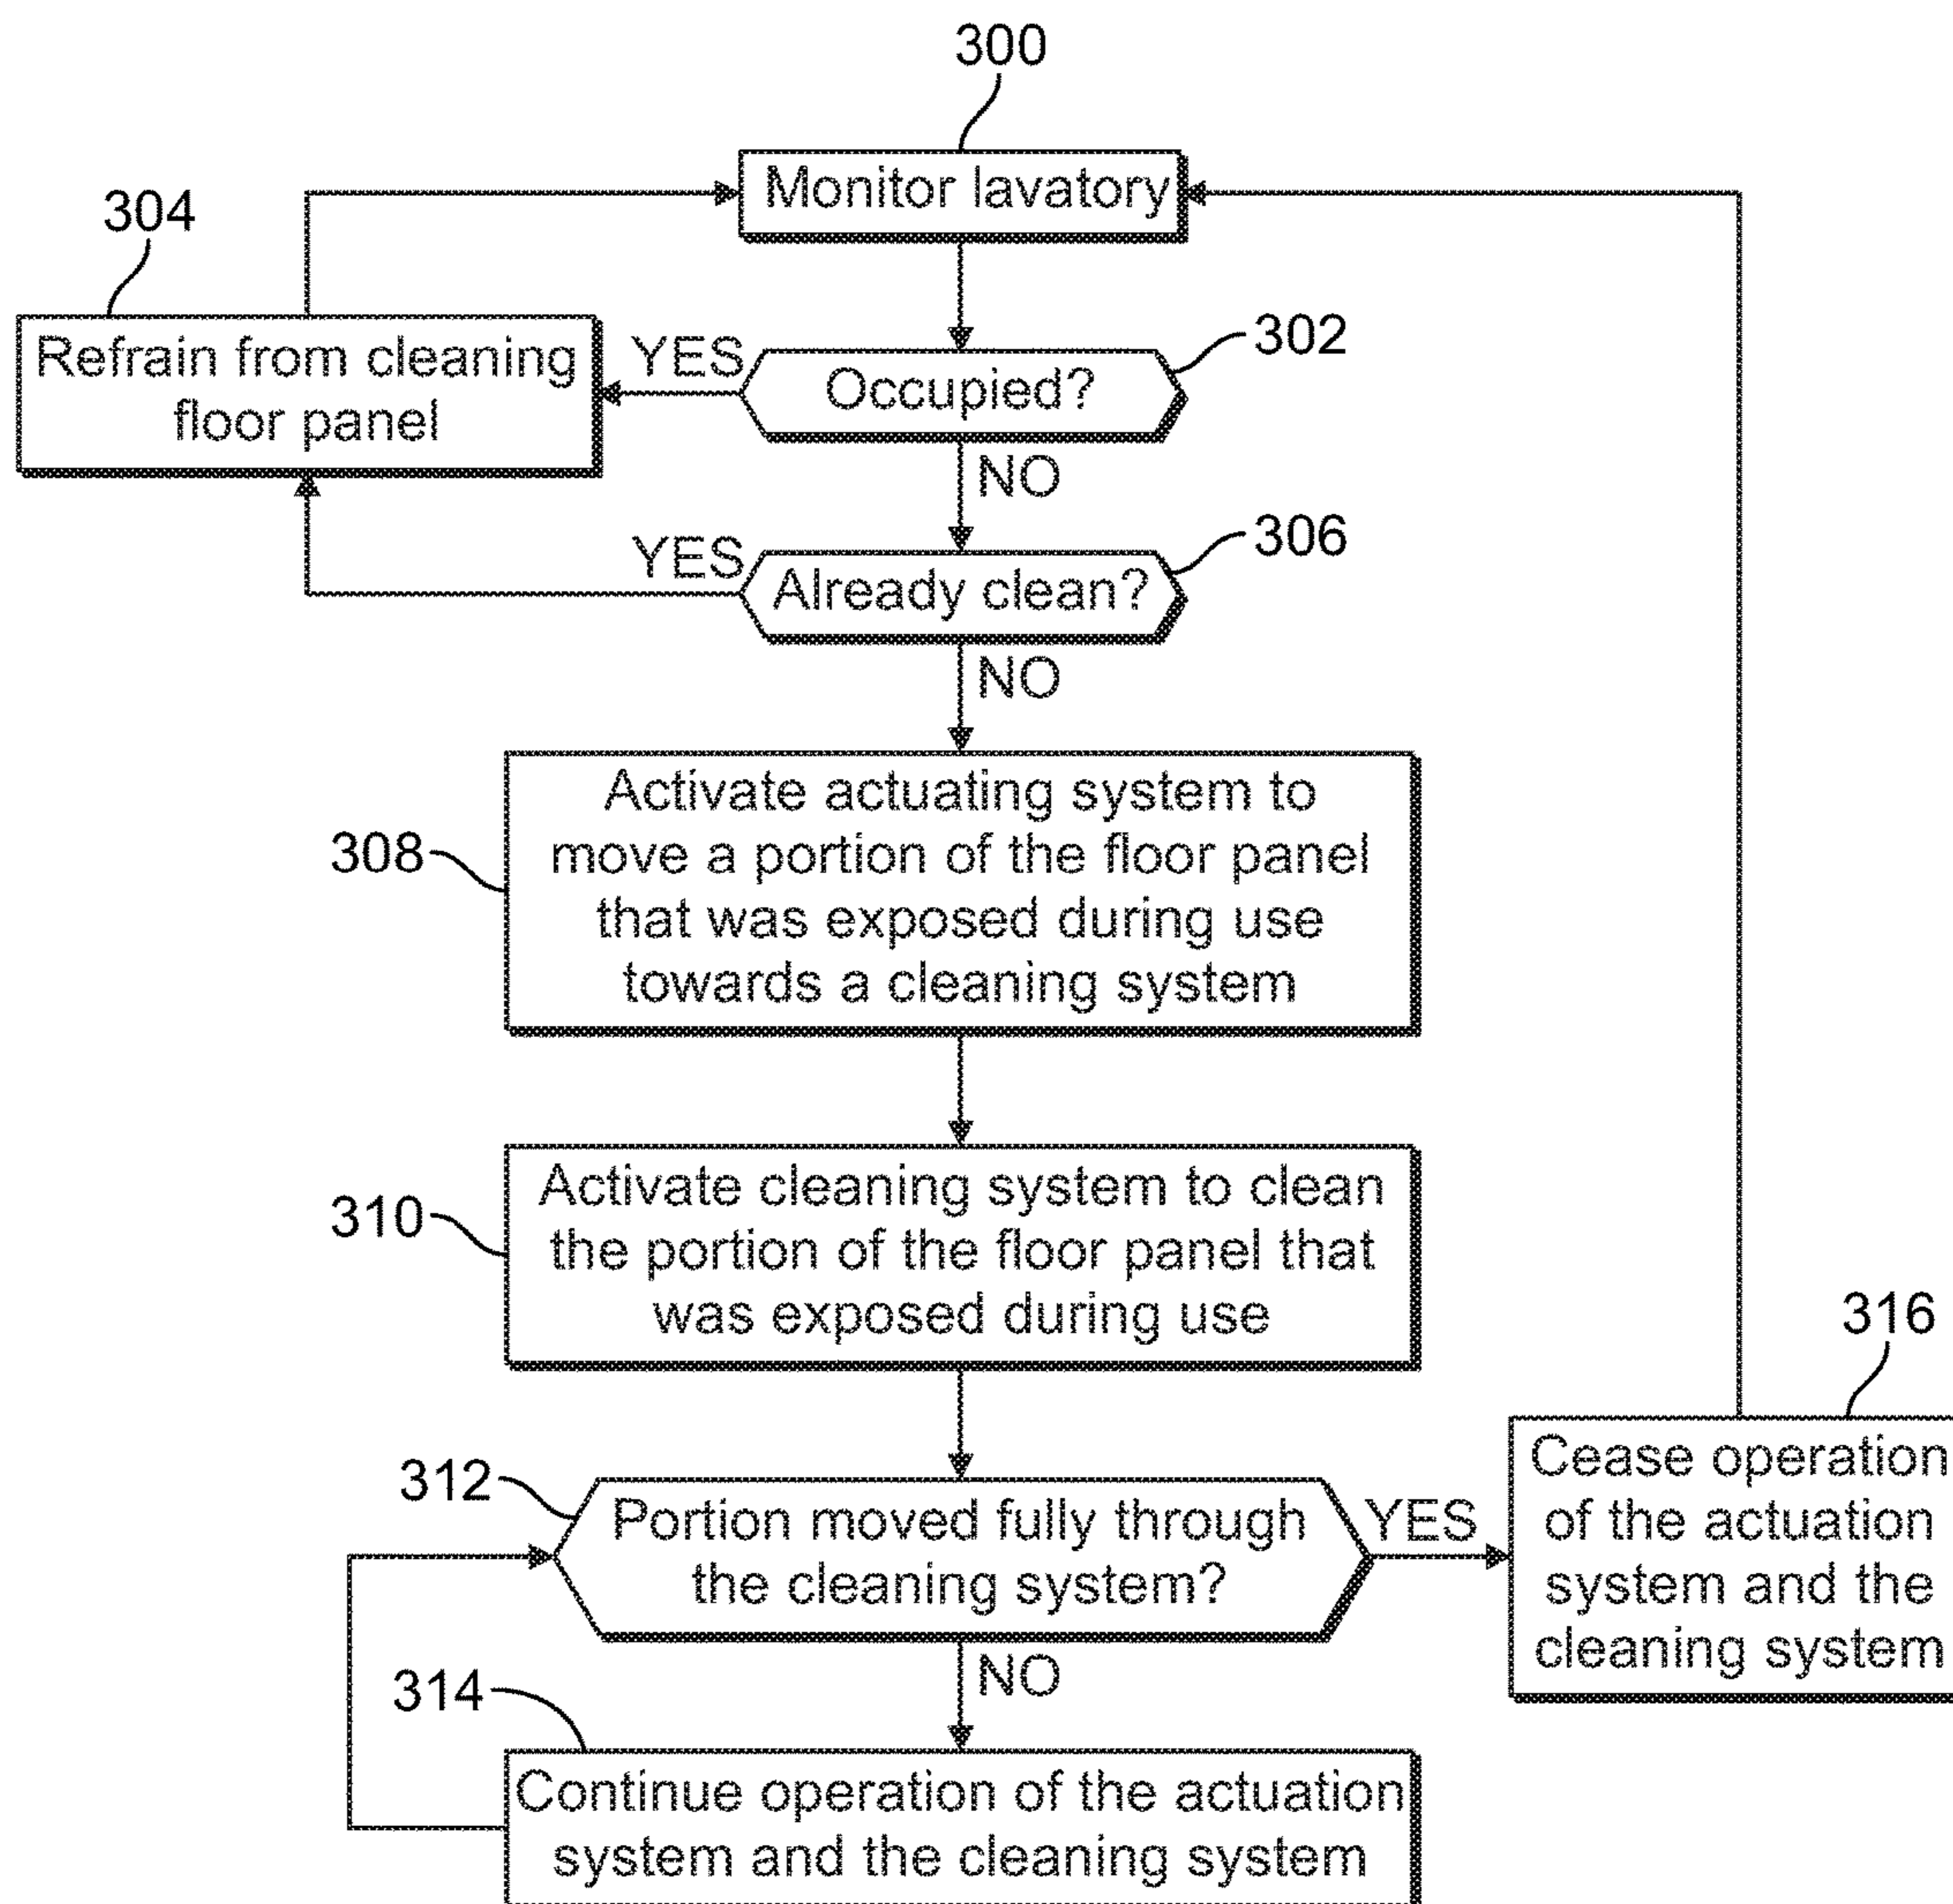 300
Monitor lavatory
304
Refrain from cleaning
floor panel
YES
302
Occupied?
NO
306
YES
Already clean?
NO
308
Activate actuating system to
move a portion of the floor panel
that was exposed during use
towards a cleaning system
310
Activate cleaning system to clean
the portion of the floor panel that
was exposed during use
312
Portion moved fully through
the cleaning system?
YES
316
Cease operation
of the actuation
system and the
cleaning system
NO
314
Continue operation of the actuation
system and the cleaning system